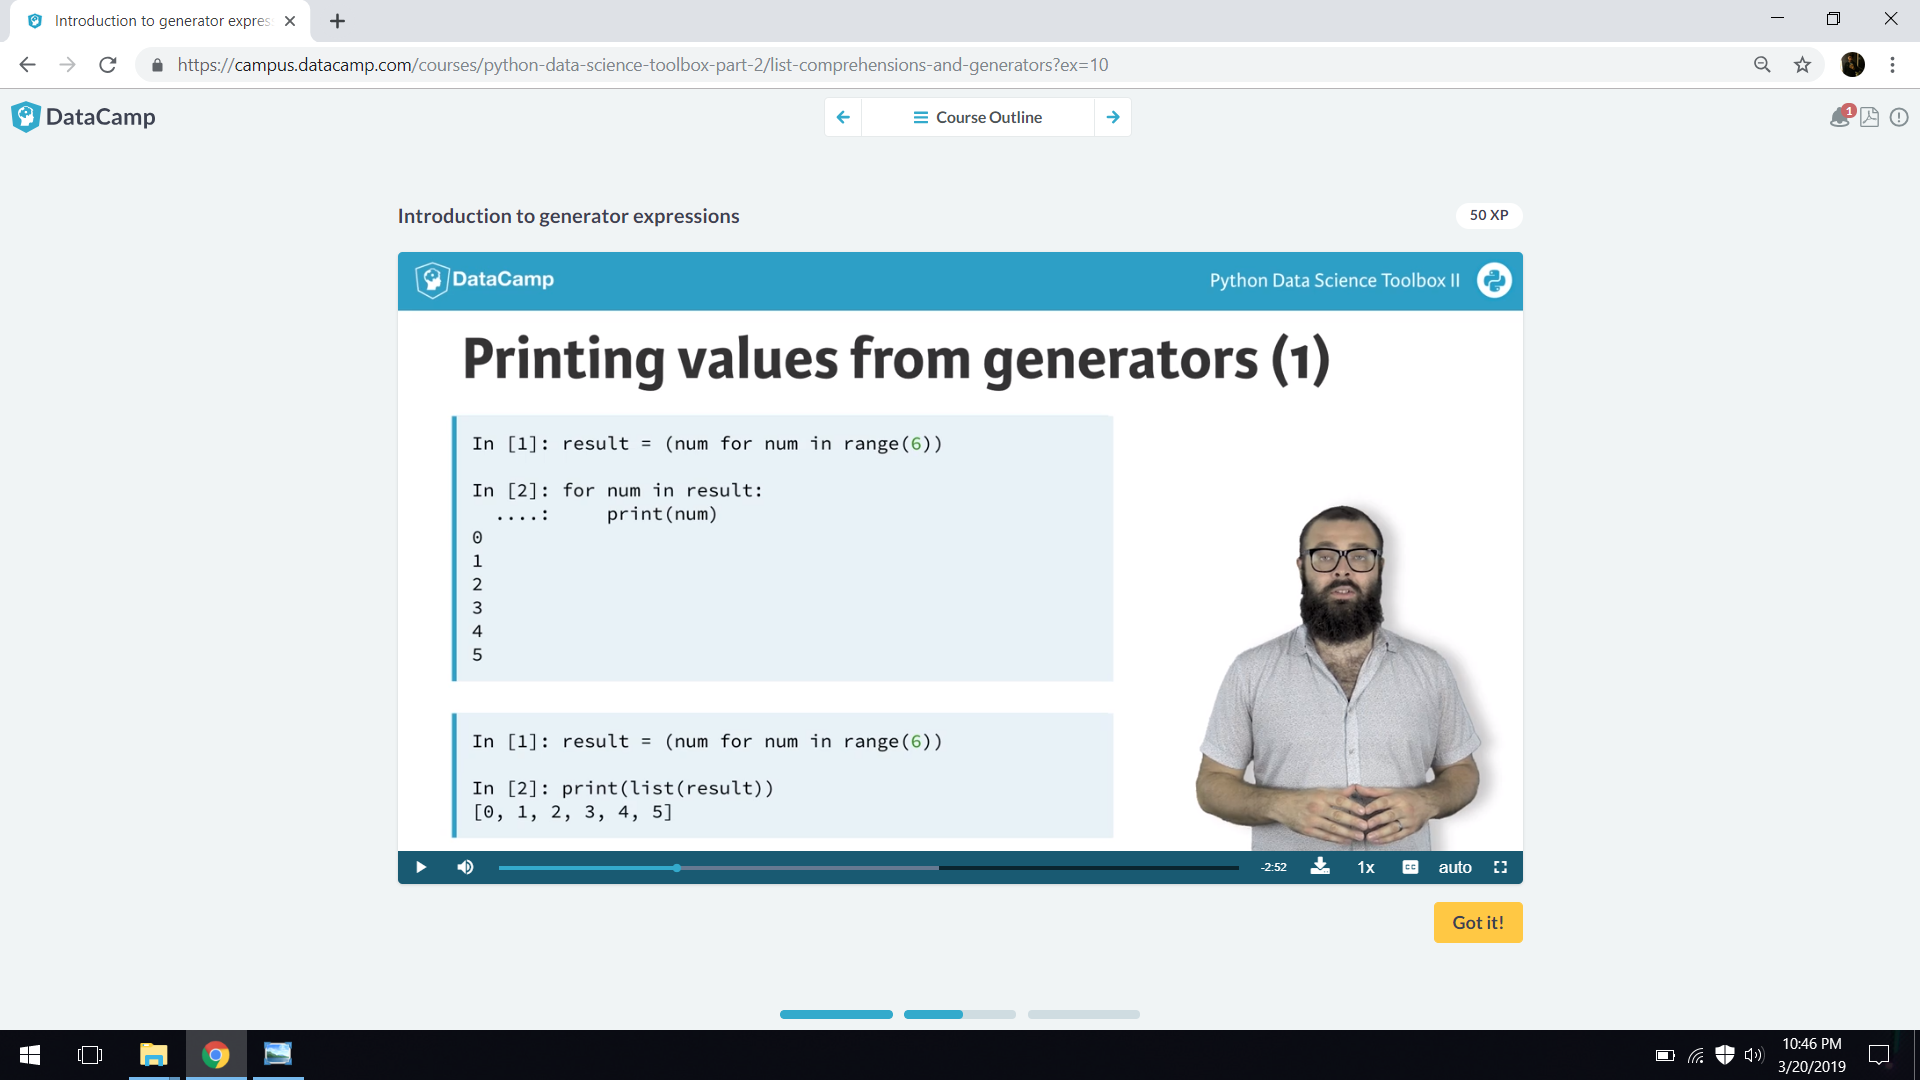 Introduction to generator expres
https://campus.datacamp.com/courses/python-data-science-toolbox-part-2/list-comprehensions-and-generators?ex=10
DataCamp
Course Outline
1
Introduction to generator expressions
50 XP
DataCamp
Python Data Science Toolbox II
Printing values from generators (1)
In [1]: result = (num for num in range(6))
In [2]: for num in result:
....:     print(num)
0
1
2
3
4
5
In [1]: result = (num for num in range(6))
In [2]: print(list(result))
[0, 1, 2, 3, 4, 5]
-2:52
1x
CC
auto
Got it!
10:46 PM
3/20/2019